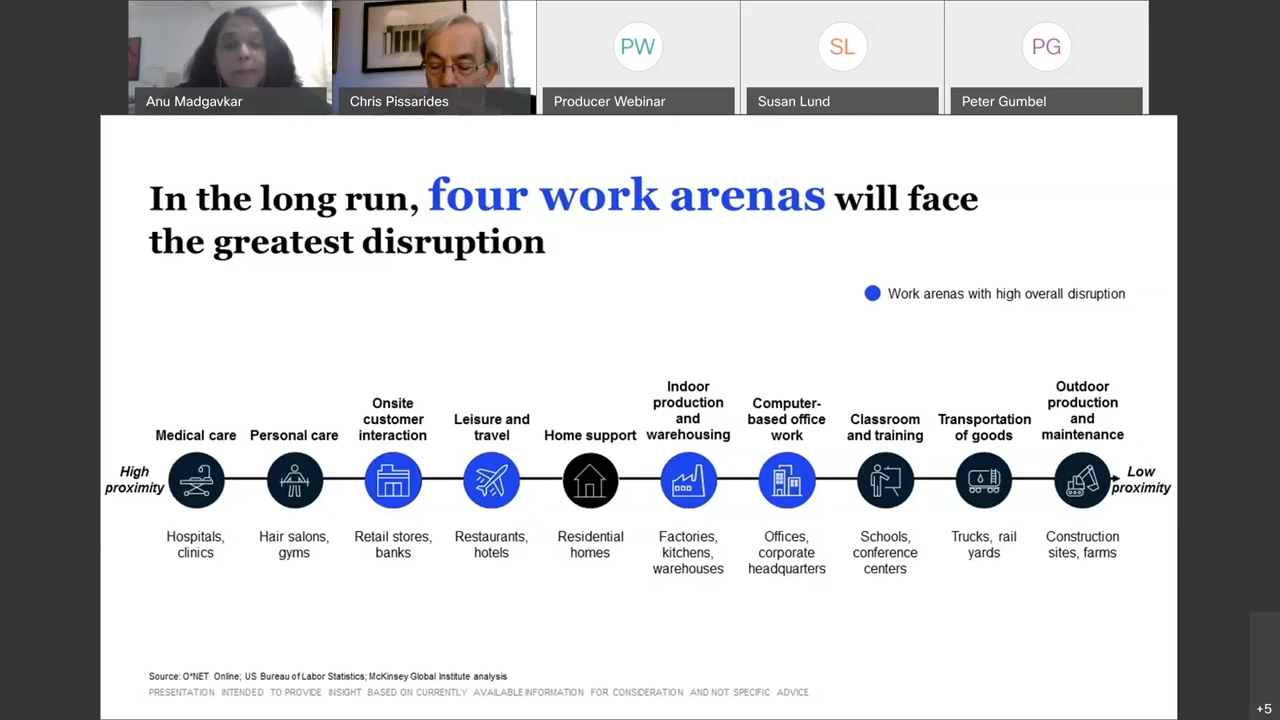 PW
SL
PG
Anu Madgavkar
Chris Pissarides
Producer Webinar
Susan Lund
Peter Gumbel
In the long run, four work arenas will face
the greatest disruption
Work arenas with high overall disruption
High
proximity
Medical care
Hospitals,
clinics
Personal care
Hair salons,
gyms
Onsite
customer
interaction
Retail stores,
banks
Leisure and
travel
Restaurants,
hotels
Home support
Residential
homes
Indoor
production
and
warehousing
Factories,
kitchens,
warehouses
Computer-
based office
work
Offices,
corporate
headquarters
Classroom
and training
Schools,
conference
centers
Transportation
of goods
Trucks, rail
yards
Outdoor
production
and
maintenance
Construction
sites, farms
Low
proximity
Source: O*NET Online; US Bureau of Labor Statistics; McKinsey Global Institute analysis
PRESENTATION INTENDED TO PROVIDE INSIGHT BASED ON CURRENTLY AVAILABLE INFORMATION FOR CONSIDERATION AND NOT SPECIFIC ADVICE
+5